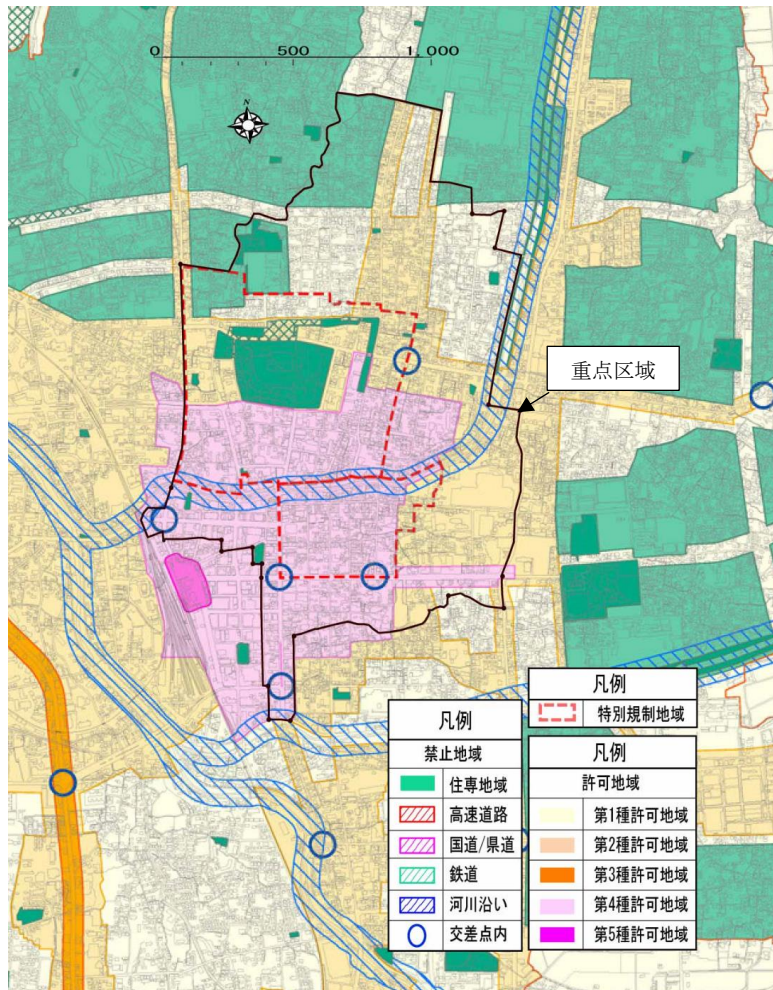 0 500 1,000
N
重点区域
凡例
特別規制地域
凡例
禁止地域
住専地域
高速道路
国道/県道
鉄道
河川沿い
交差点内
凡例
許可地域
第1種許可地域
第2種許可地域
第3種許可地域
第4種許可地域
第5種許可地域